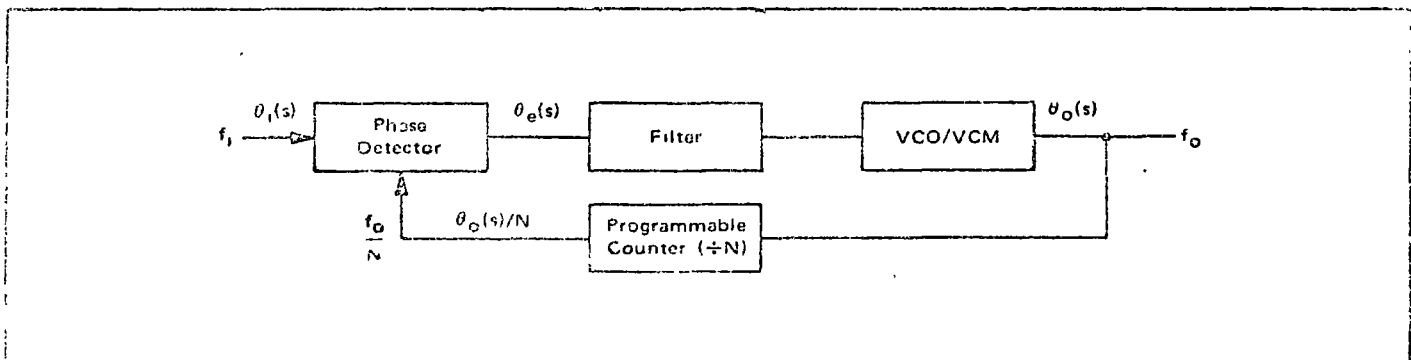 θi(s)
fi
Phase
Detector
θe(s)
Filter
VCO/VCM
θo(s)
fo
fo
N
θo(s)/N
Programmable
Counter (÷N)